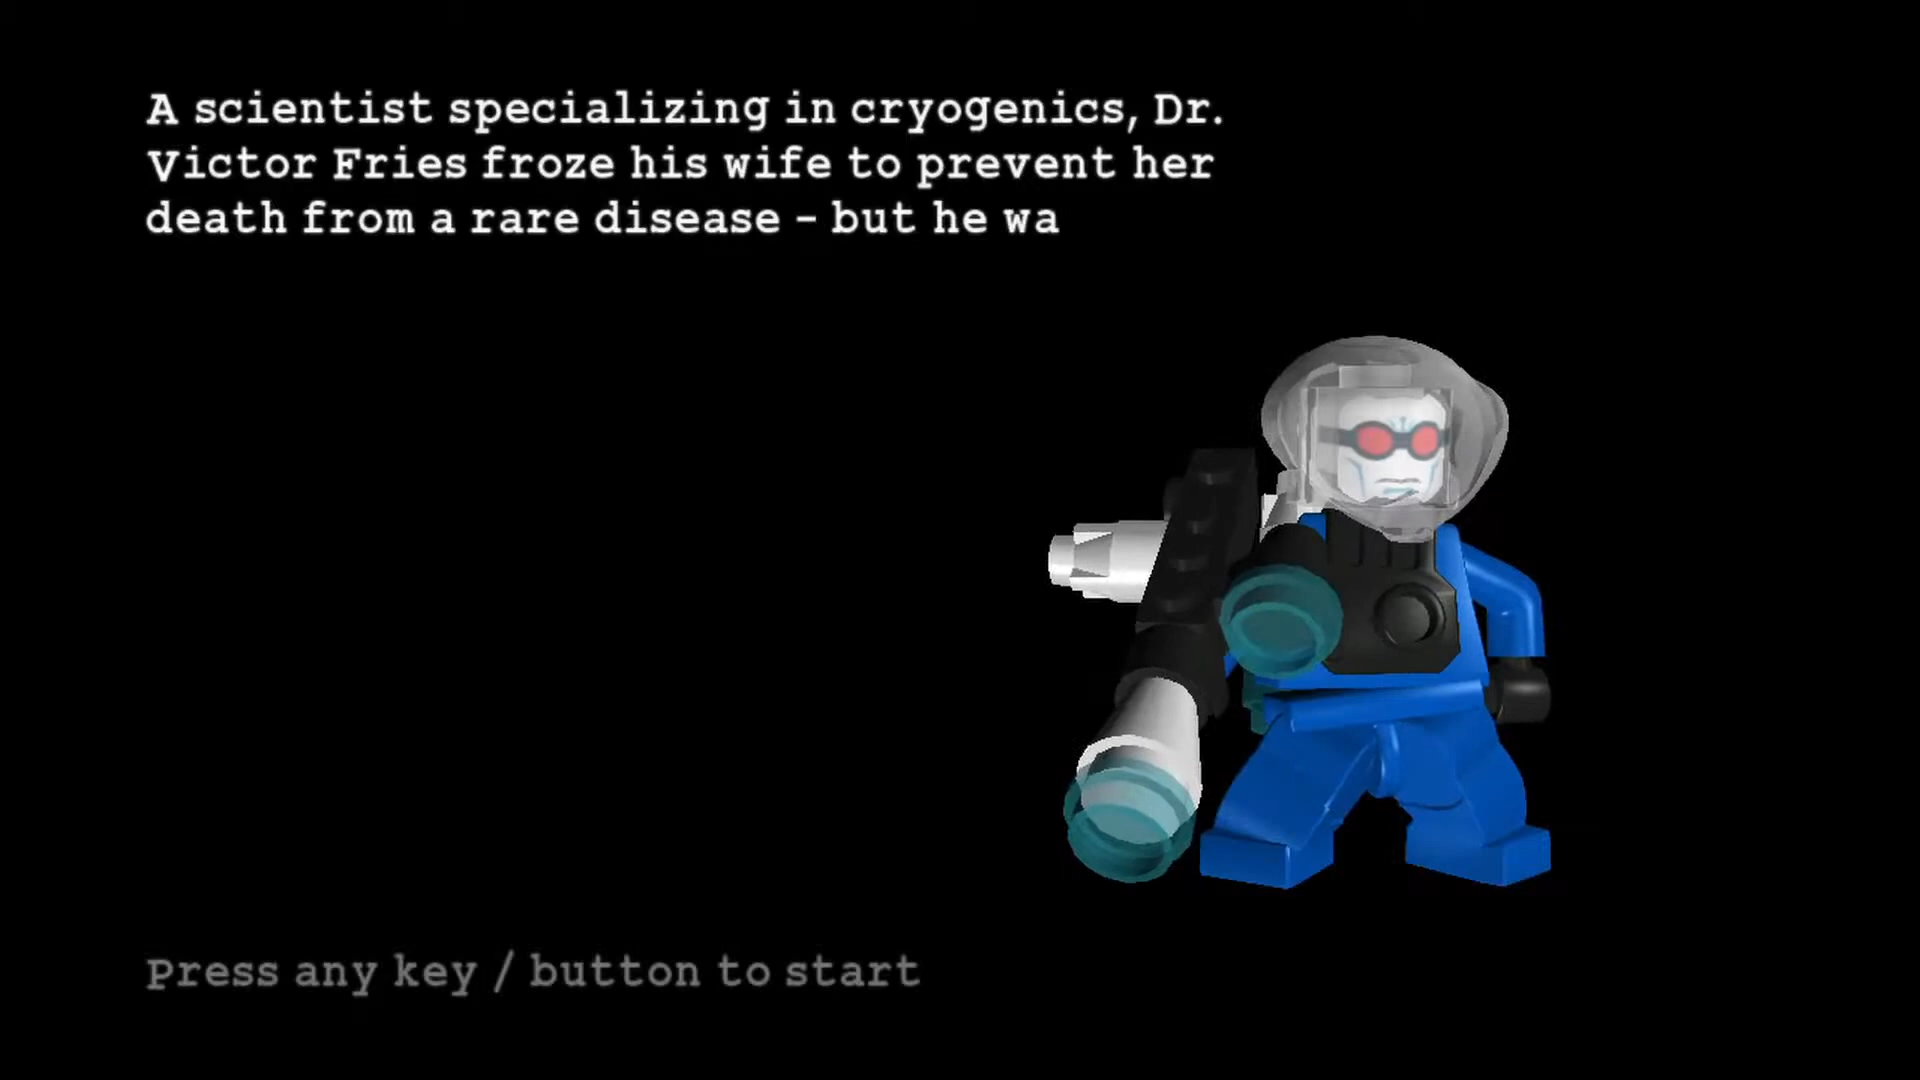 A scientist specializing in cryogenics, Dr.
Victor Fries froze his wife to prevent her
death from a rare disease - but he wa
Press any key / button to start